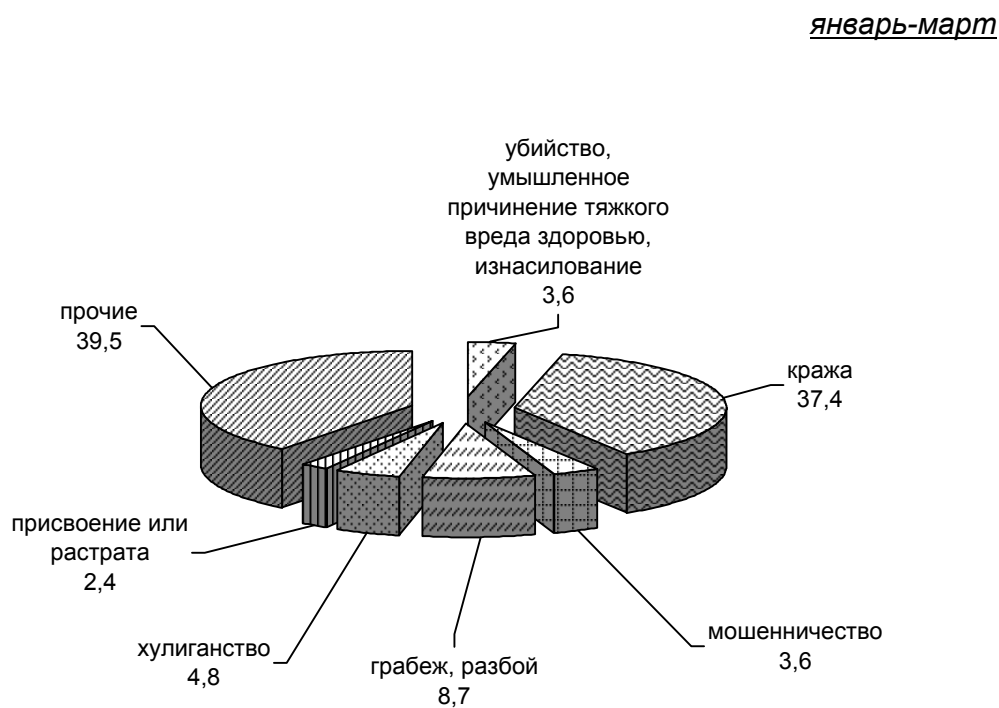 январь-март
убийство,
умышленное
причинение тяжкого
вреда здоровью,
изнасилование
3,6
прочие
39,5
кража
37,4
присвоение или
растрата
2,4
хулиганство
4,8
грабеж, разбой
8,7
мошенничество
3,6